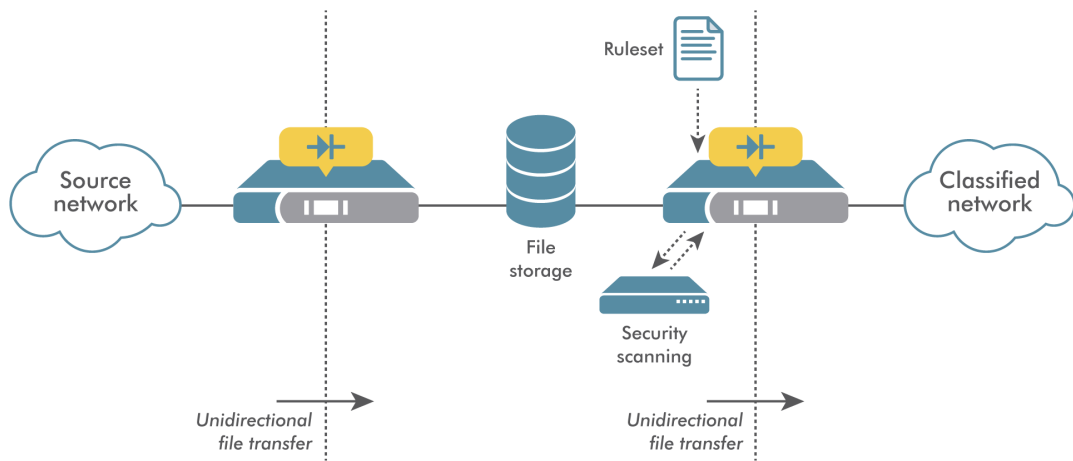 Ruleset
Source
network
Classified
network
File
storage
Security
scanning
Unidirectional
file transfer
Unidirectional
file transfer